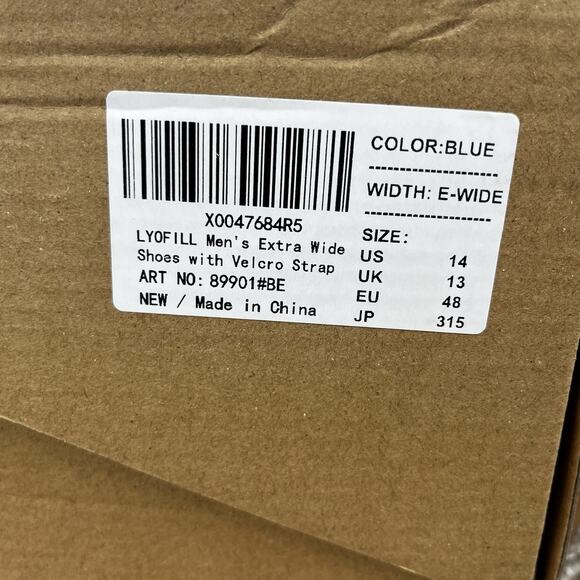 X0047684R5
LYOFILL Men's Extra Wide
Shoes with Velcro Strap
ART NO: 89901#BE
NEW / Made in China
COLOR:BLUE
WIDTH: E-WIDE
SIZE:
US 14
UK 13
EU 48
JP 315